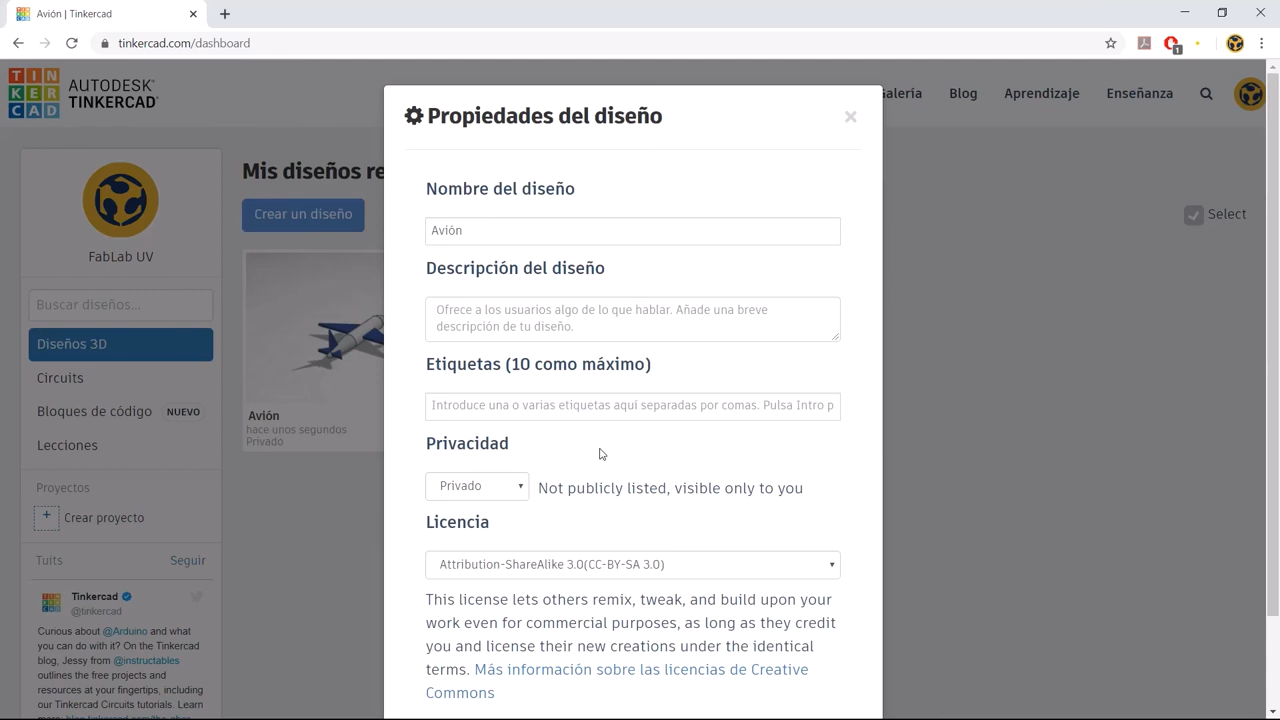 Avión | Tinkercad
tinkercad.com/dashboard
1
TIN
KER
CAD
AUTODESK
TINKERCAD
Galería
Blog
Aprendizaje
Enseñanza
Propiedades del diseño
Mis diseños re
Crear un diseño
Select
FabLab UV
Buscar diseños...
Diseños 3D
Circuits
Bloques de código
NUEVO
Lecciones
Proyectos
+ Crear proyecto
Tuits
Seguir
Tinkercad
@tinkercad
Curious about @Arduino and what
you can do with it? On the Tinkercad
blog, Jessy from @instructables
outlines the free projects and
resources at your fingertips, including
our Tinkercad Circuits tutorials. Learn
Avión
hace unos segundos
Privado
Nombre del diseño
Avión
Descripción del diseño
Ofrece a los usuarios algo de lo que hablar. Añade una breve
descripción de tu diseño.
Etiquetas (10 como máximo)
Introduce una o varias etiquetas aquí separadas por comas. Pulsa Intro p
Privacidad
Privado
Not publicly listed, visible only to you
Licencia
Attribution-ShareAlike 3.0(CC-BY-SA 3.0)
This license lets others remix, tweak, and build upon your
work even for commercial purposes, as long as they credit
you and license their new creations under the identical
terms. Más información sobre las licencias de Creative
Commons